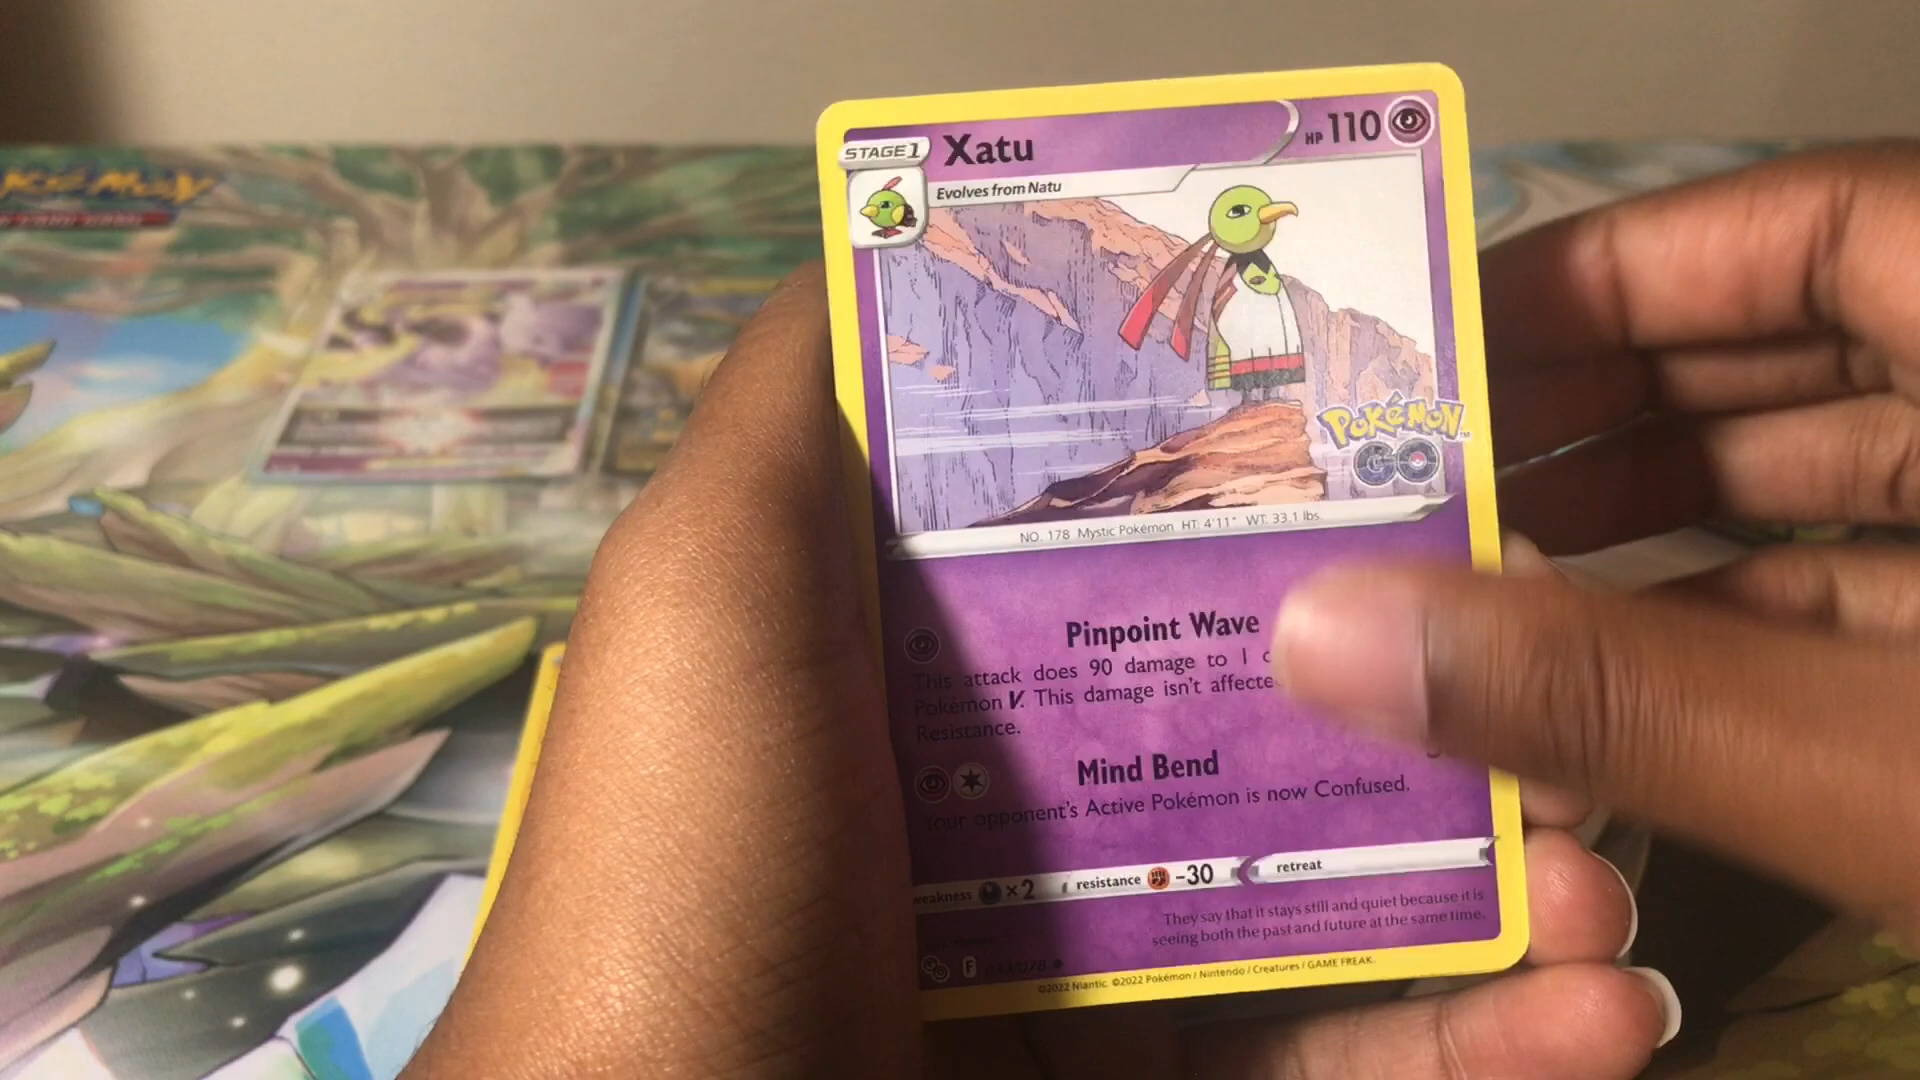 STAGE 1
Xatu
HP 110
Evolves from Natu
POKÉMON
GO
NO. 178 Mystic Pokémon HT: 4'11" WT: 33.1 lbs.
Pinpoint Wave
This attack does 90 damage to 1
Pokémon V. This damage isn't
Resistance.
Mind Bend
Your opponent's Active Pokémon is now Confused.
weakness ×2 resistance -30 retreat
They say that it stays still and quiet because it is
seeing both the past and future at the same time.
F
©2022 Niantic. ©2022 Pokémon / Nintendo / Creatures / GAME FREAK.